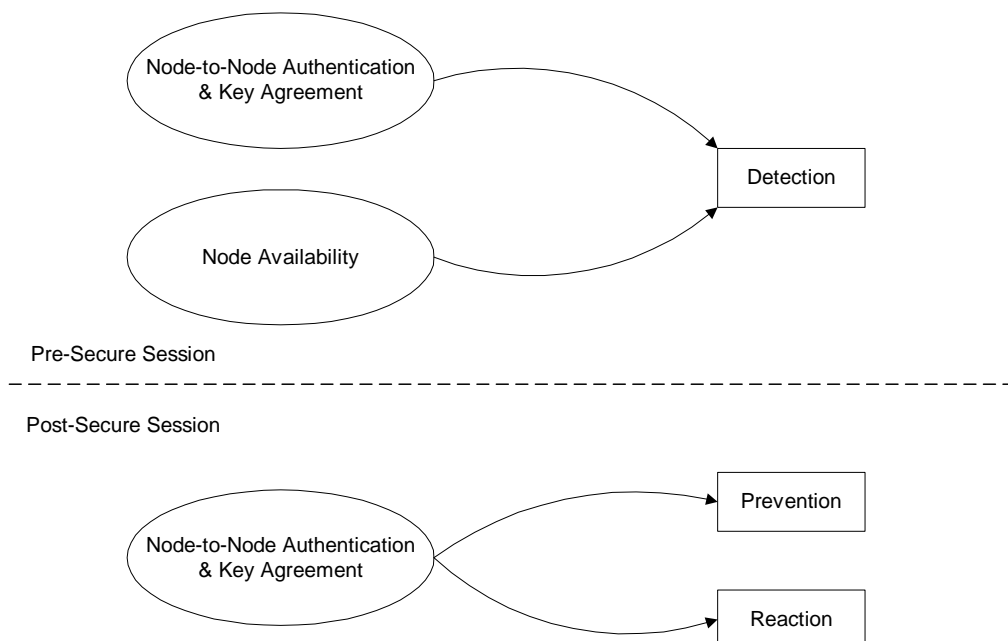 Node-to-Node Authentication
& Key Agreement
Detection
Node Availability
Pre-Secure Session
Post-Secure Session
Prevention
Node-to-Node Authentication
& Key Agreement
Reaction